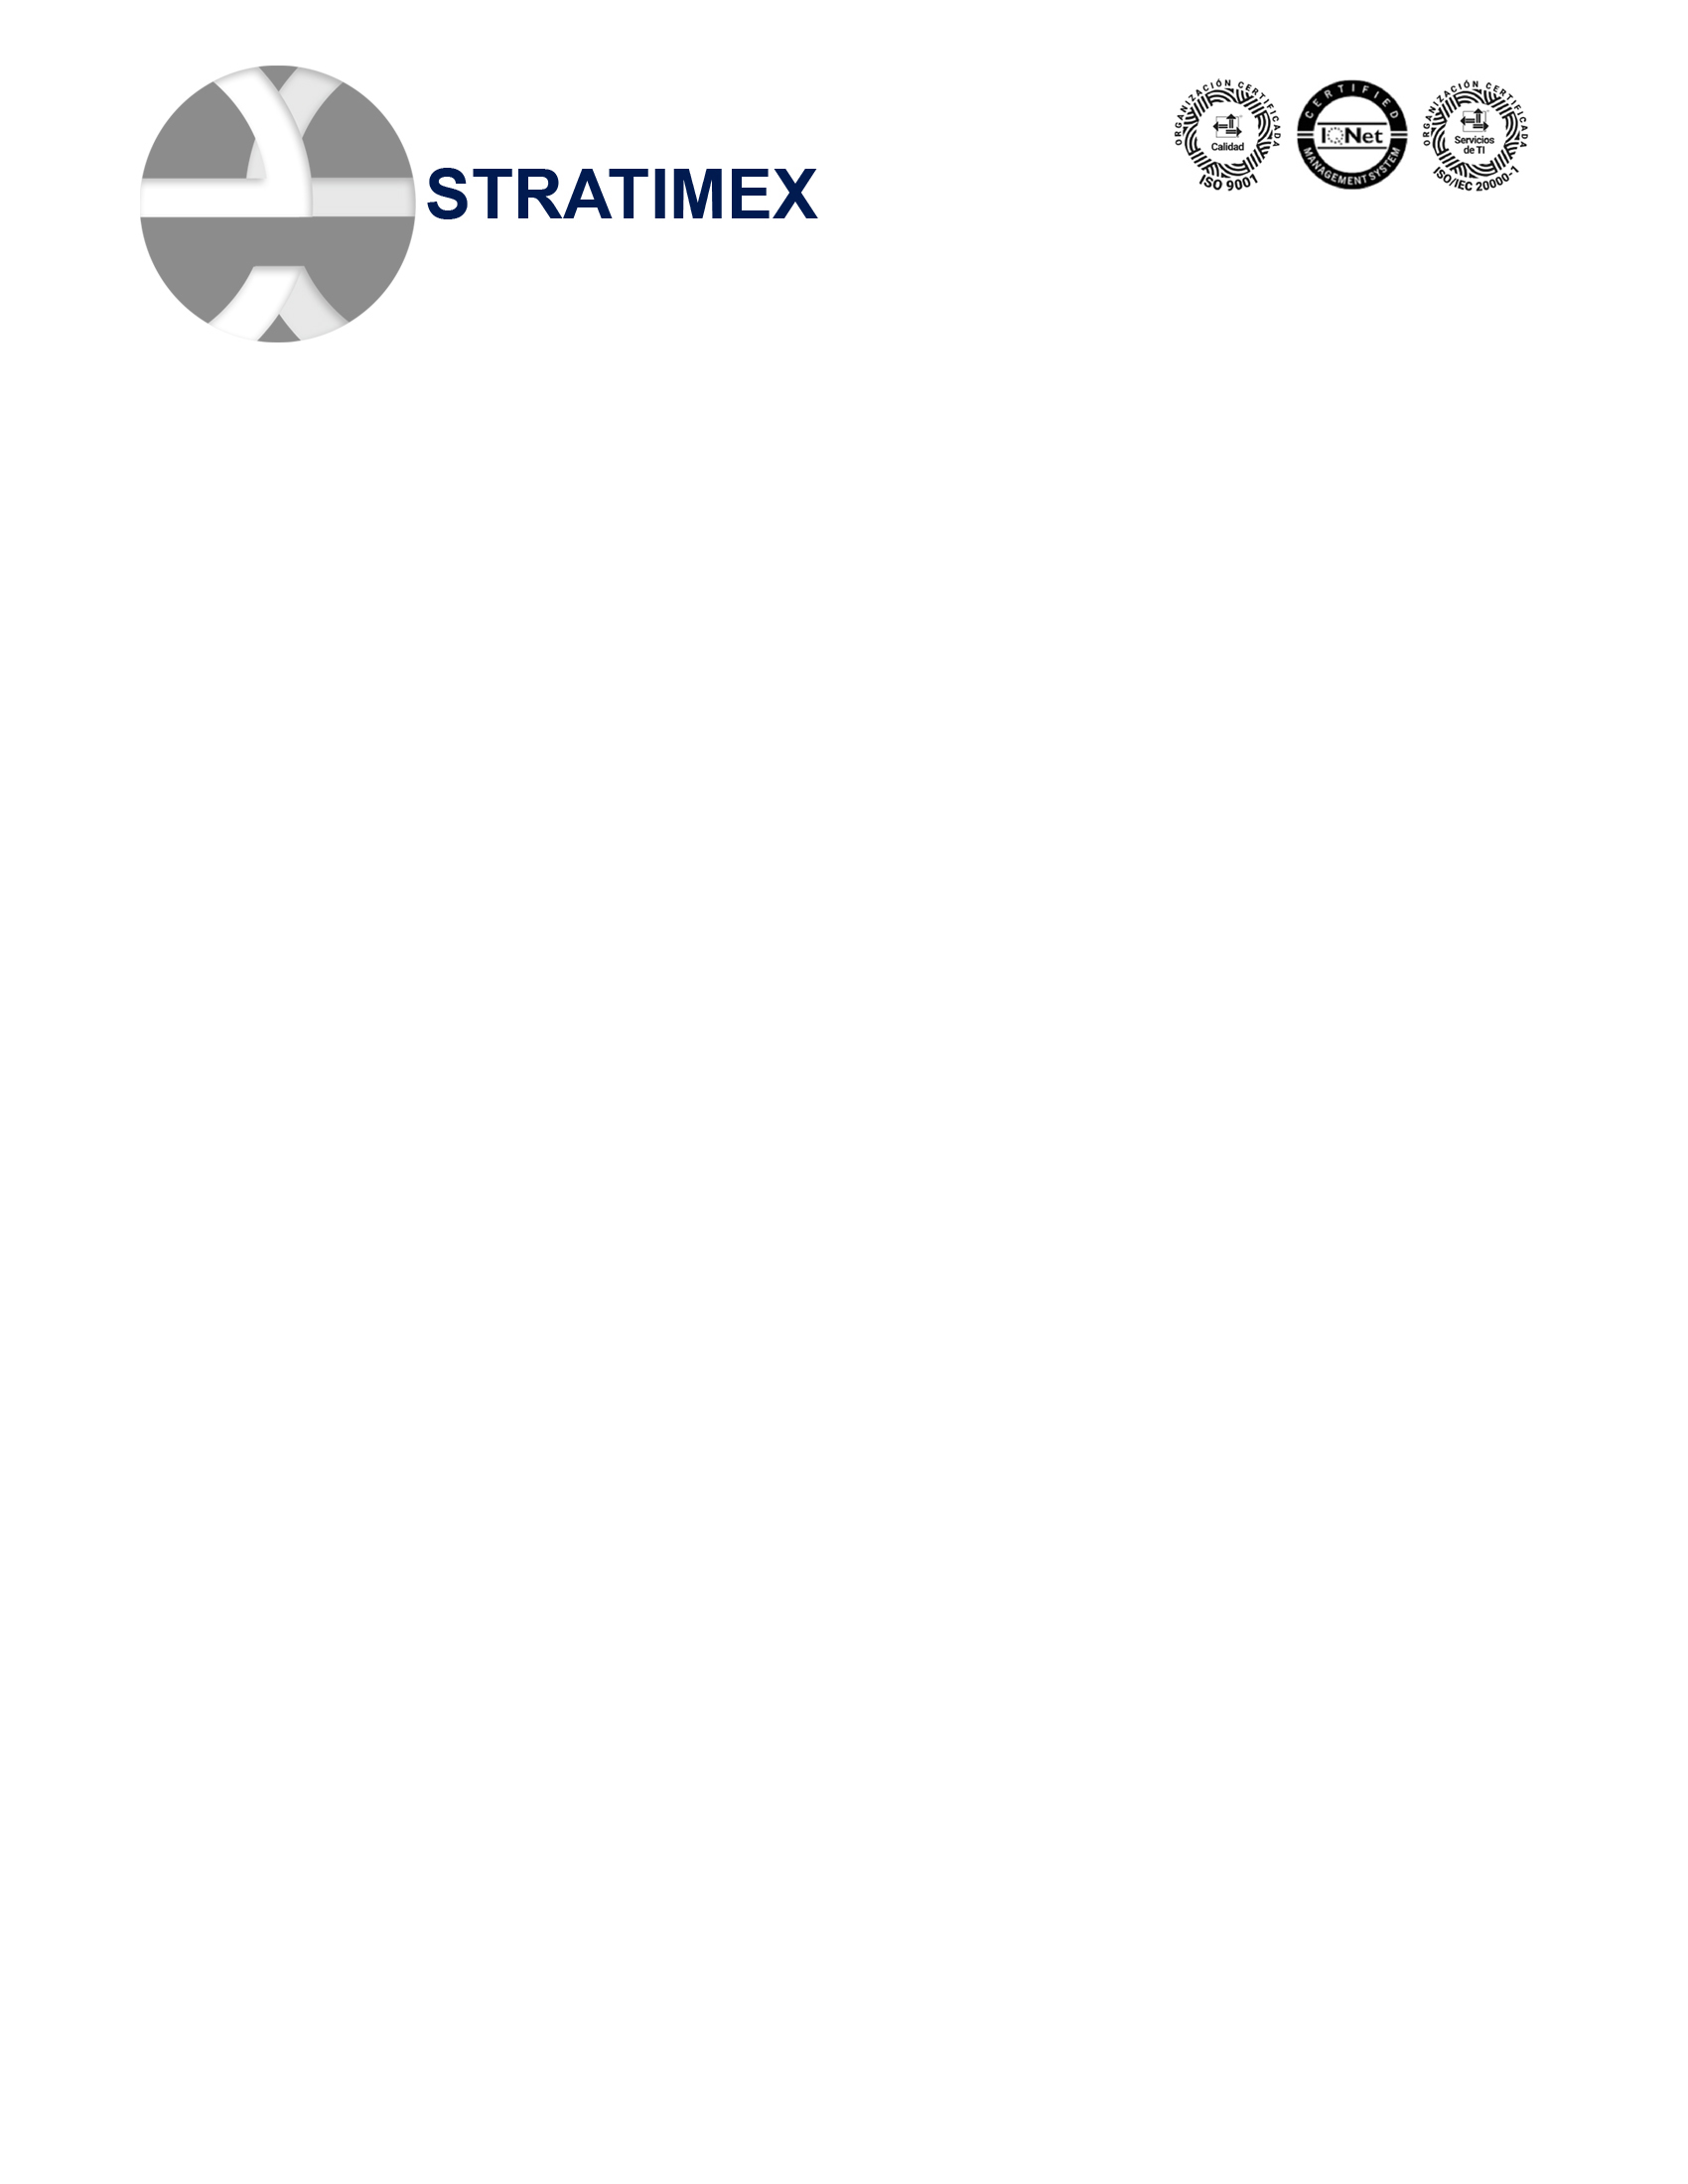 STRATIMEX
ORGANIZACIÓN CERTIFICADA
Calidad
ISO 9001
CERTIFIED
IQNet
MANAGEMENT SYSTEM
ORGANIZACIÓN CERTIFICADA
Servicios
de TI
ISO/IEC 20000-1